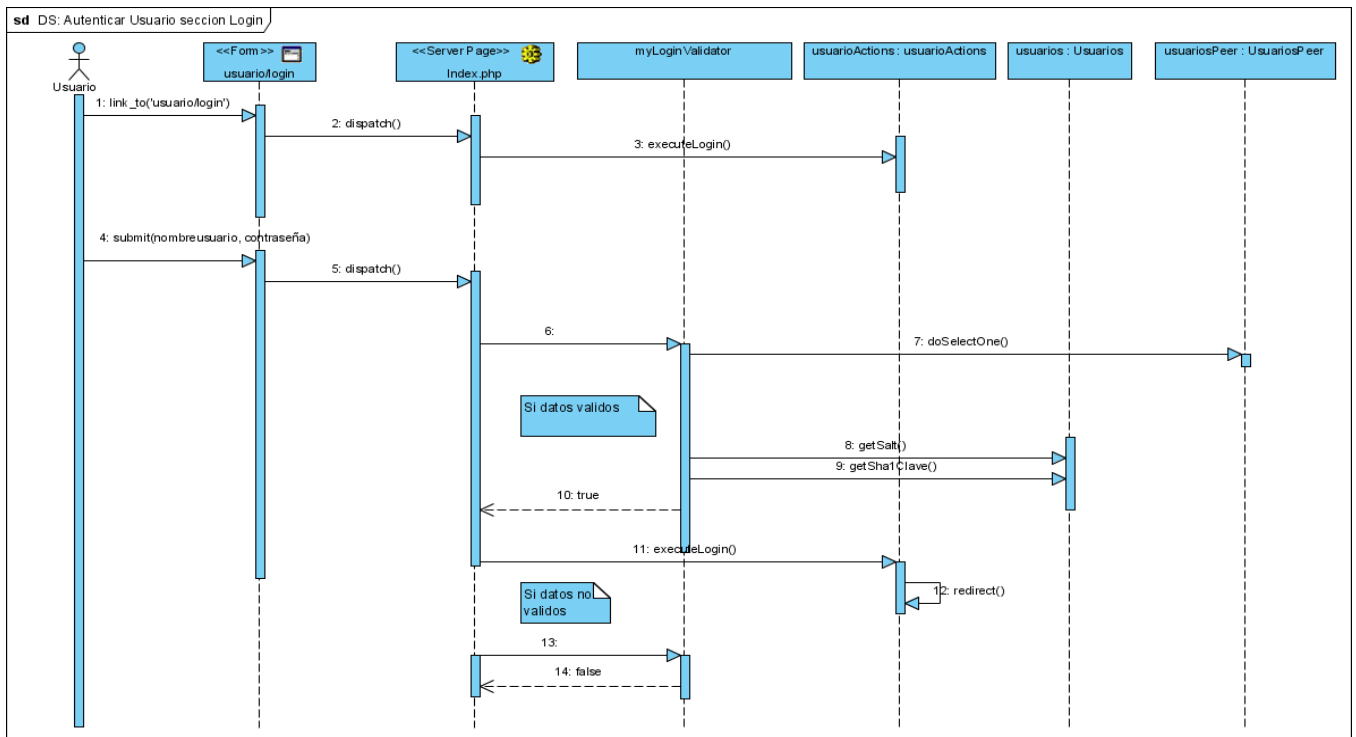 sd DS: Autenticar Usuario seccion Login
Usuario
<<Form>>
usuario/login
<<Server Page>>
Index.php
myLoginValidator
usuarioActions : usuarioActions
usuarios : Usuarios
usuariosPeer : UsuariosPeer
1: link_to('usuario/login')
2: dispatch()
3: executeLogin()
4: submit(nombreusuario, contraseña)
5: dispatch()
6:
7: doSelectOne()
Si datos validos
8: getSalt()
9: getSha1Clave()
10: true
11: executeLogin()
12: redirect()
Si datos no
validos
13:
14: false